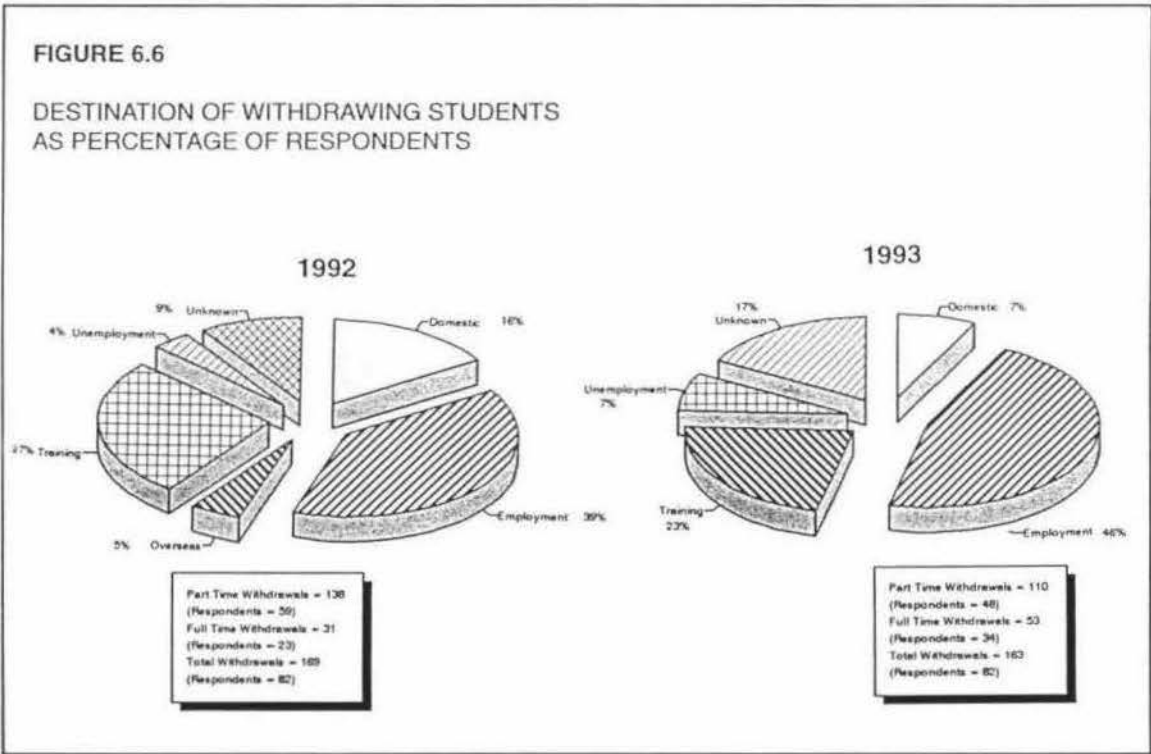 FIGURE 6.6
DESTINATION OF WITHDRAWING STUDENTS
AS PERCENTAGE OF RESPONDENTS
1992
9% Unknown
4% Unemployment
Domestic 16%
Training
5% Overseas
Employment 39%
Part Time Withdrawals = 138
(Respondents = 59)
Full Time Withdrawals = 31
(Respondents = 23)
Total Withdrawals = 169
(Respondents = 82)
1993
17%
Unknown
Domestic 7%
Unemployment
7%
Training
23%
Employment 46%
Part Time Withdrawals = 110
(Respondents = 48)
Full Time Withdrawals = 53
(Respondents = 34)
Total Withdrawals = 163
(Respondents = 82)